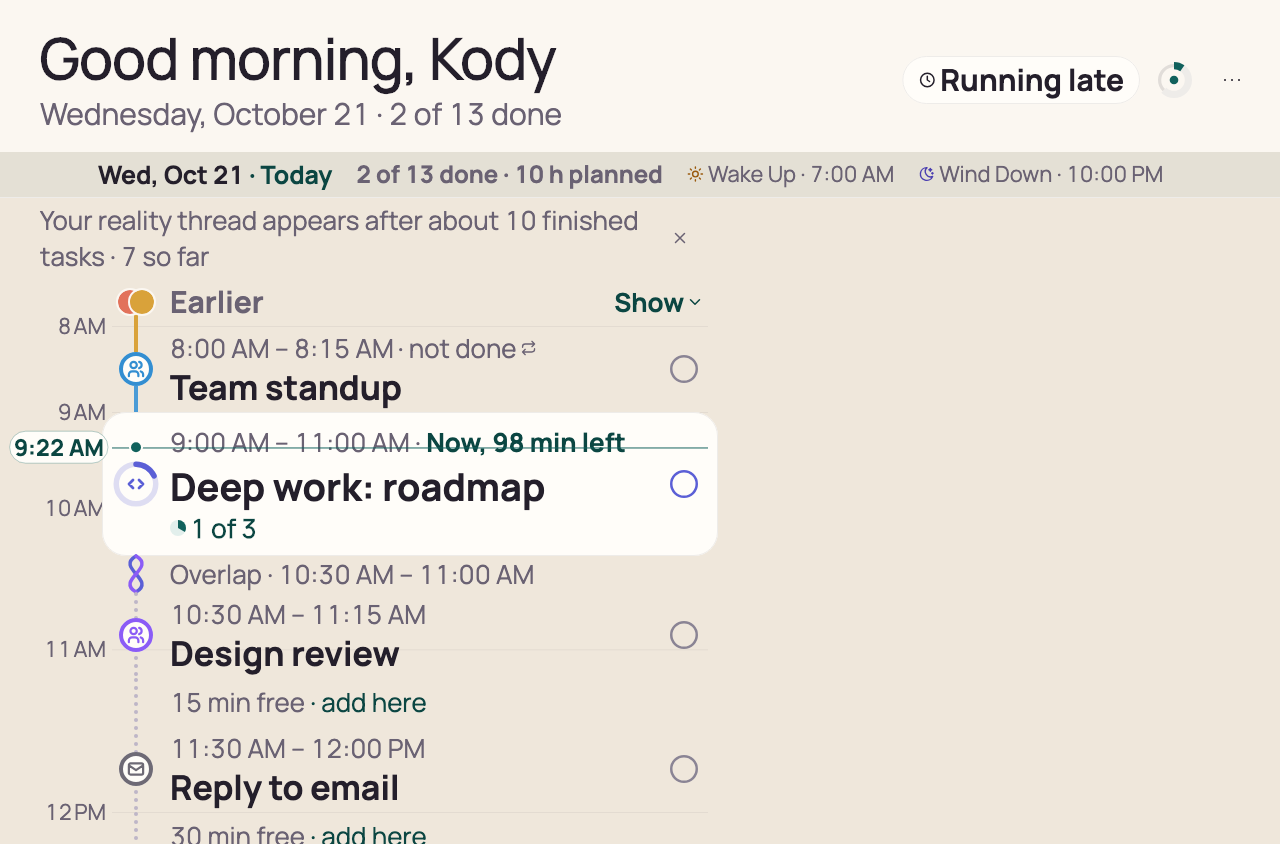 Good morning, Kody
Wednesday, October 21 · 2 of 13 done
Running late
Wed, Oct 21 · Today 2 of 13 done · 10 h planned Wake Up · 7:00 AM Wind Down · 10:00 PM
Your reality thread appears after about 10 finished
tasks · 7 so far
Earlier Show
8 AM
8:00 AM – 8:15 AM · not done
Team standup
9 AM
9:22 AM 9:00 AM – 11:00 AM · Now, 98 min left
Deep work: roadmap
10 AM
1 of 3
Overlap · 10:30 AM – 11:00 AM
10:30 AM – 11:15 AM
11 AM Design review
15 min free · add here
11:30 AM – 12:00 PM
Reply to email
12 PM
30 min free · add here